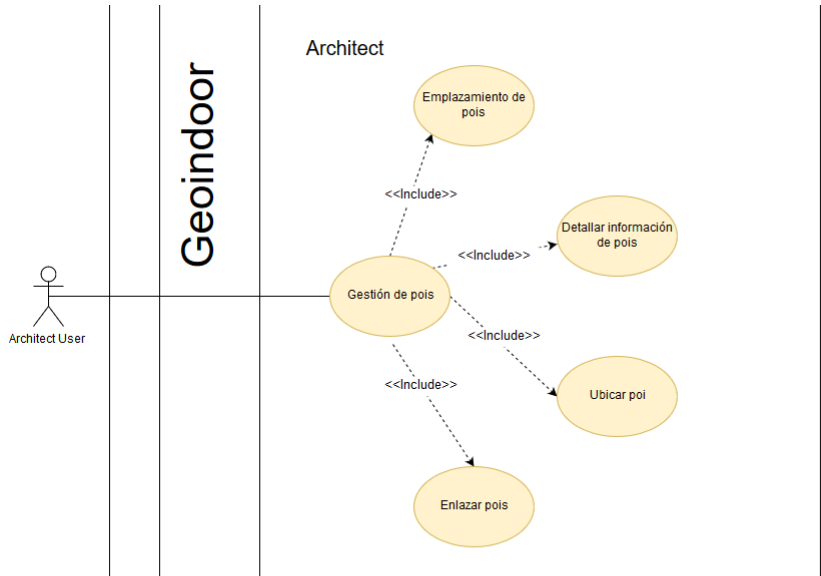 Architect
Geoindoor
Emplazamiento de
pois
<<Include>>
Detallar información
de pois
<<Include>>
Gestión de pois
Architect User
<<Include>>
<<Include>>
Ubicar poi
Enlazar pois